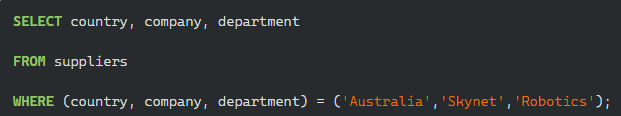 SELECT country, company, department
FROM suppliers
WHERE (country, company, department) = ('Australia','Skynet','Robotics');